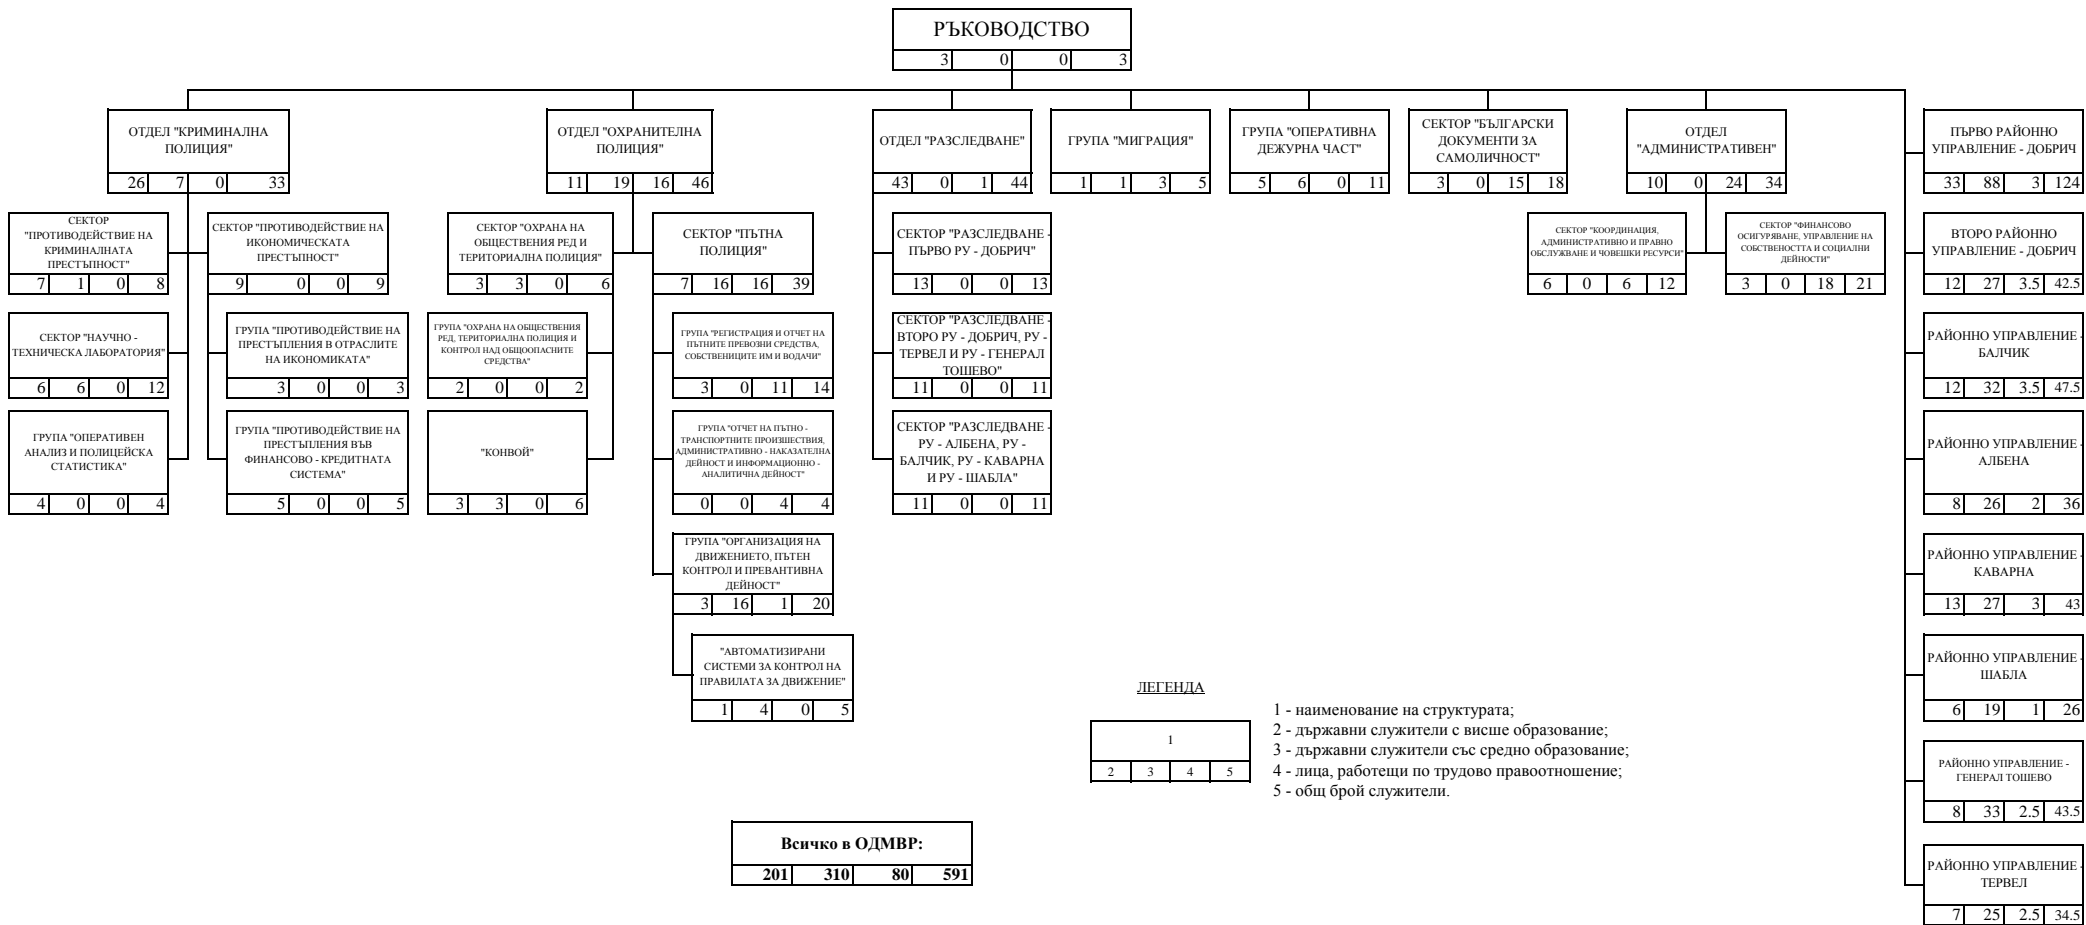 РЪКОВОДСТВО
3 0 0 3
ОТДЕЛ "КРИМИНАЛНА
ПОЛИЦИЯ"
26 7 0 33
ОТДЕЛ "ОХРАНИТЕЛНА
ПОЛИЦИЯ"
11 19 16 46
ОТДЕЛ "РАЗСЛЕДВАНЕ"
43 0 1 44
ГРУПА "МИГРАЦИЯ"
1 1 3 5
ГРУПА "ОПЕРАТИВНА
ДЕЖУРНА ЧАСТ"
5 6 0 11
СЕКТОР "БЪЛГАРСКИ
ДОКУМЕНТИ ЗА
САМОЛИЧНОСТ"
3 0 15 18
ОТДЕЛ
"АДМИНИСТРАТИВЕН"
10 0 24 34
ПЪРВО РАЙОННО
УПРАВЛЕНИЕ - ДОБРИЧ
33 88 3 124
СЕКТОР
"ПРОТИВОДЕЙСТВИЕ НА
КРИМИНАЛНАТА
ПРЕСТЪПНОСТ"
7 1 0 8
СЕКТОР "ПРОТИВОДЕЙСТВИЕ НА
ИКОНОМИЧЕСКАТА
ПРЕСТЪПНОСТ"
9 0 0 9
СЕКТОР "ОХРАНА НА
ОБЩЕСТВЕНИЯ РЕД И
ТЕРИТОРИАЛНА ПОЛИЦИЯ"
3 3 0 6
СЕКТОР "ПЪТНА
ПОЛИЦИЯ"
7 16 16 39
СЕКТОР "РАЗСЛЕДВАНЕ -
ПЪРВО РУ - ДОБРИЧ"
13 0 0 13
СЕКТОР "КООРДИНАЦИЯ,
АДМИНИСТРАТИВНО И ПРАВНО
ОБСЛУЖВАНЕ И ЧОВЕШКИ РЕСУРСИ"
6 0 6 12
СЕКТОР "ФИНАНСОВО
ОСИГУРЯВАНЕ, УПРАВЛЕНИЕ НА
СОБСТВЕНОСТТА И СОЦИАЛНИ
ДЕЙНОСТИ"
3 0 18 21
ВТОРО РАЙОННО
УПРАВЛЕНИЕ - ДОБРИЧ
12 27 3.5 42.5
СЕКТОР "НАУЧНО -
ТЕХНИЧЕСКА ЛАБОРАТОРИЯ"
6 6 0 12
ГРУПА "ПРОТИВОДЕЙСТВИЕ НА
ПРЕСТЪПЛЕНИЯ В ОТРАСЛИТЕ
НА ИКОНОМИКАТА"
3 0 0 3
ГРУПА "ОХРАНА НА ОБЩЕСТВЕНИЯ
РЕД, ТЕРИТОРИАЛНА ПОЛИЦИЯ И
КОНТРОЛ НАД ОБЩООПАСНИТЕ
СРЕДСТВА"
2 0 0 2
ГРУПА "РЕГИСТРАЦИЯ И ОТЧЕТ НА
ПЪТНИТЕ ПРЕВОЗНИ СРЕДСТВА,
СОБСТВЕНИЦИТЕ ИМ И ВОДАЧИ"
3 0 11 14
СЕКТОР "РАЗСЛЕДВАНЕ -
ВТОРО РУ - ДОБРИЧ, РУ -
ТЕРВЕЛ И РУ - ГЕНЕРАЛ
ТОШЕВО"
11 0 0 11
РАЙОННО УПРАВЛЕНИЕ -
БАЛЧИК
12 32 3.5 47.5
ГРУПА "ОПЕРАТИВЕН
АНАЛИЗ И ПОЛИЦЕЙСКА
СТАТИСТИКА"
4 0 0 4
ГРУПА "ПРОТИВОДЕЙСТВИЕ НА
ПРЕСТЪПЛЕНИЯ ВЪВ
ФИНАНСОВО - КРЕДИТНАТА
СИСТЕМА"
5 0 0 5
"КОНВОЙ"
3 3 0 6
ГРУПА "ОТЧЕТ НА ПЪТНО -
ТРАНСПОРТНИТЕ ПРОИЗШЕСТВИЯ,
АДМИНИСТРАТИВНО - НАКАЗАТЕЛНА
ДЕЙНОСТ И ИНФОРМАЦИОННО -
АНАЛИТИЧНА ДЕЙНОСТ"
0 0 4 4
СЕКТОР "РАЗСЛЕДВАНЕ -
РУ - АЛБЕНА, РУ -
БАЛЧИК, РУ - КАВАРНА
И РУ - ШАБЛА"
11 0 0 11
РАЙОННО УПРАВЛЕНИЕ -
АЛБЕНА
8 26 2 36
ГРУПА "ОРГАНИЗАЦИЯ НА
ДВИЖЕНИЕТО, ПЪТЕН
КОНТРОЛ И ПРЕВАНТИВНА
ДЕЙНОСТ"
3 16 1 20
РАЙОННО УПРАВЛЕНИЕ -
КАВАРНА
13 27 3 43
"АВТОМАТИЗИРАНИ
СИСТЕМИ ЗА КОНТРОЛ НА
ПРАВИЛАТА ЗА ДВИЖЕНИЕ"
1 4 0 5
РАЙОННО УПРАВЛЕНИЕ -
ШАБЛА
6 19 1 26
ЛЕГЕНДА
1
2 3 4 5
1 - наименование на структурата;
2 - държавни служители с висше образование;
3 - държавни служители със средно образование;
4 - лица, работещи по трудово правоотношение;
5 - общ брой служители.
РАЙОННО УПРАВЛЕНИЕ -
ГЕНЕРАЛ ТОШЕВО
8 33 2.5 43.5
Всичко в ОДМВР:
201 310 80 591
РАЙОННО УПРАВЛЕНИЕ -
ТЕРВЕЛ
7 25 2.5 34.5